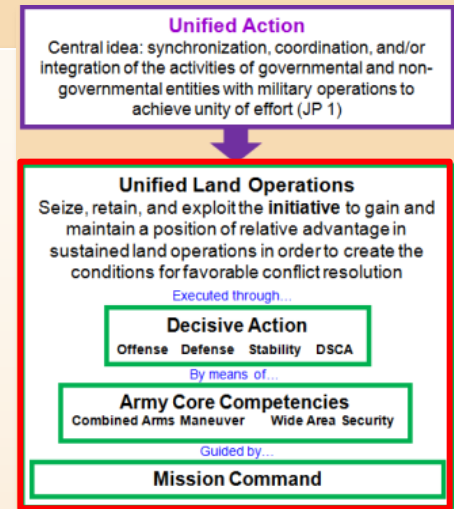 Unified Action
Central idea: synchronization, coordination, and/or
integration of the activities of governmental and non-
governmental entities with military operations to
achieve unity of effort (JP 1)
Unified Land Operations
Seize, retain, and exploit the initiative to gain and
maintain a position of relative advantage in
sustained land operations in order to create the
conditions for favorable conflict resolution
Executed through...
Decisive Action
Offense Defense Stability DSCA
By means of...
Army Core Competencies
Combined Arms Maneuver Wide Area Security
Guided by...
Mission Command